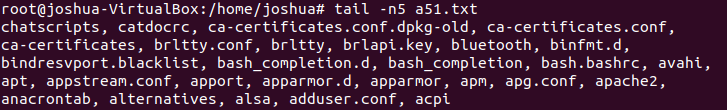 root@joshua-VirtualBox:/home/joshua# tail -n5 a51.txt
chatscripts, catdocrc, ca-certificates.conf.dpkg-old, ca-certificates.conf,
ca-certificates, brltty.conf, brltty, brlapi.key, bluetooth, binfmt.d,
bindresvport.blacklist, bash_completion.d, bash_completion, bash.bashrc, avahi,
apt, appstream.conf, apport, apparmor.d, apparmor, apm, apg.conf, apache2,
anacrontab, alternatives, alsa, adduser.conf, acpi